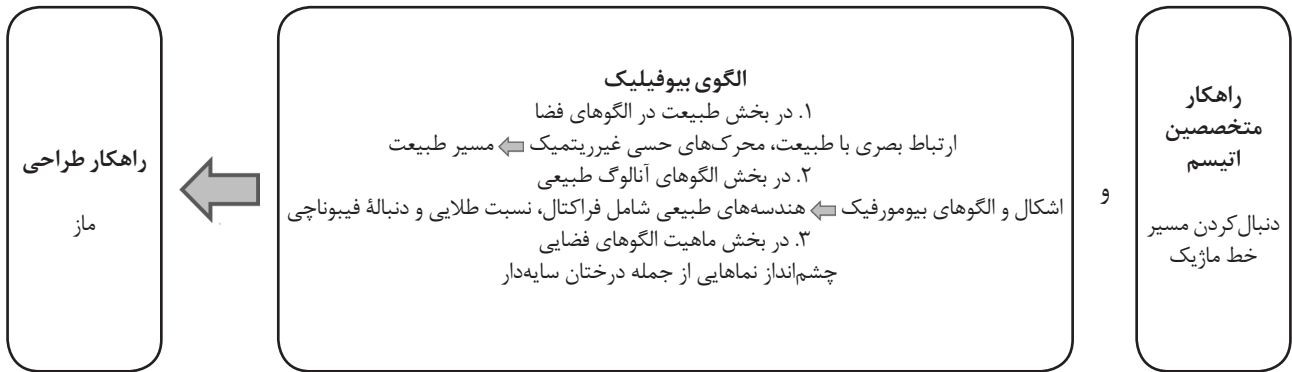 راهکار
متخصصین
اتیسم
دنبال‌کردن مسیر
خط ماژیک
و
الگوی بیوفیلیک
۱. در بخش طبیعت در الگوهای فضا
ارتباط بصری با طبیعت، محرک‌های حسی غیرریتمیک ⇦ مسیر طبیعت
۲. در بخش الگوهای آنالوگ طبیعی
اشکال و الگوهای بیومورفیک ⇦ هندسه‌های طبیعی شامل فراکتال، نسبت طلایی و دنبالۀ فیبوناچی
۳. در بخش ماهیت الگوهای فضایی
چشم‌انداز نماهایی از جمله درختان سایه‌دار
راهکار طراحی
ماز